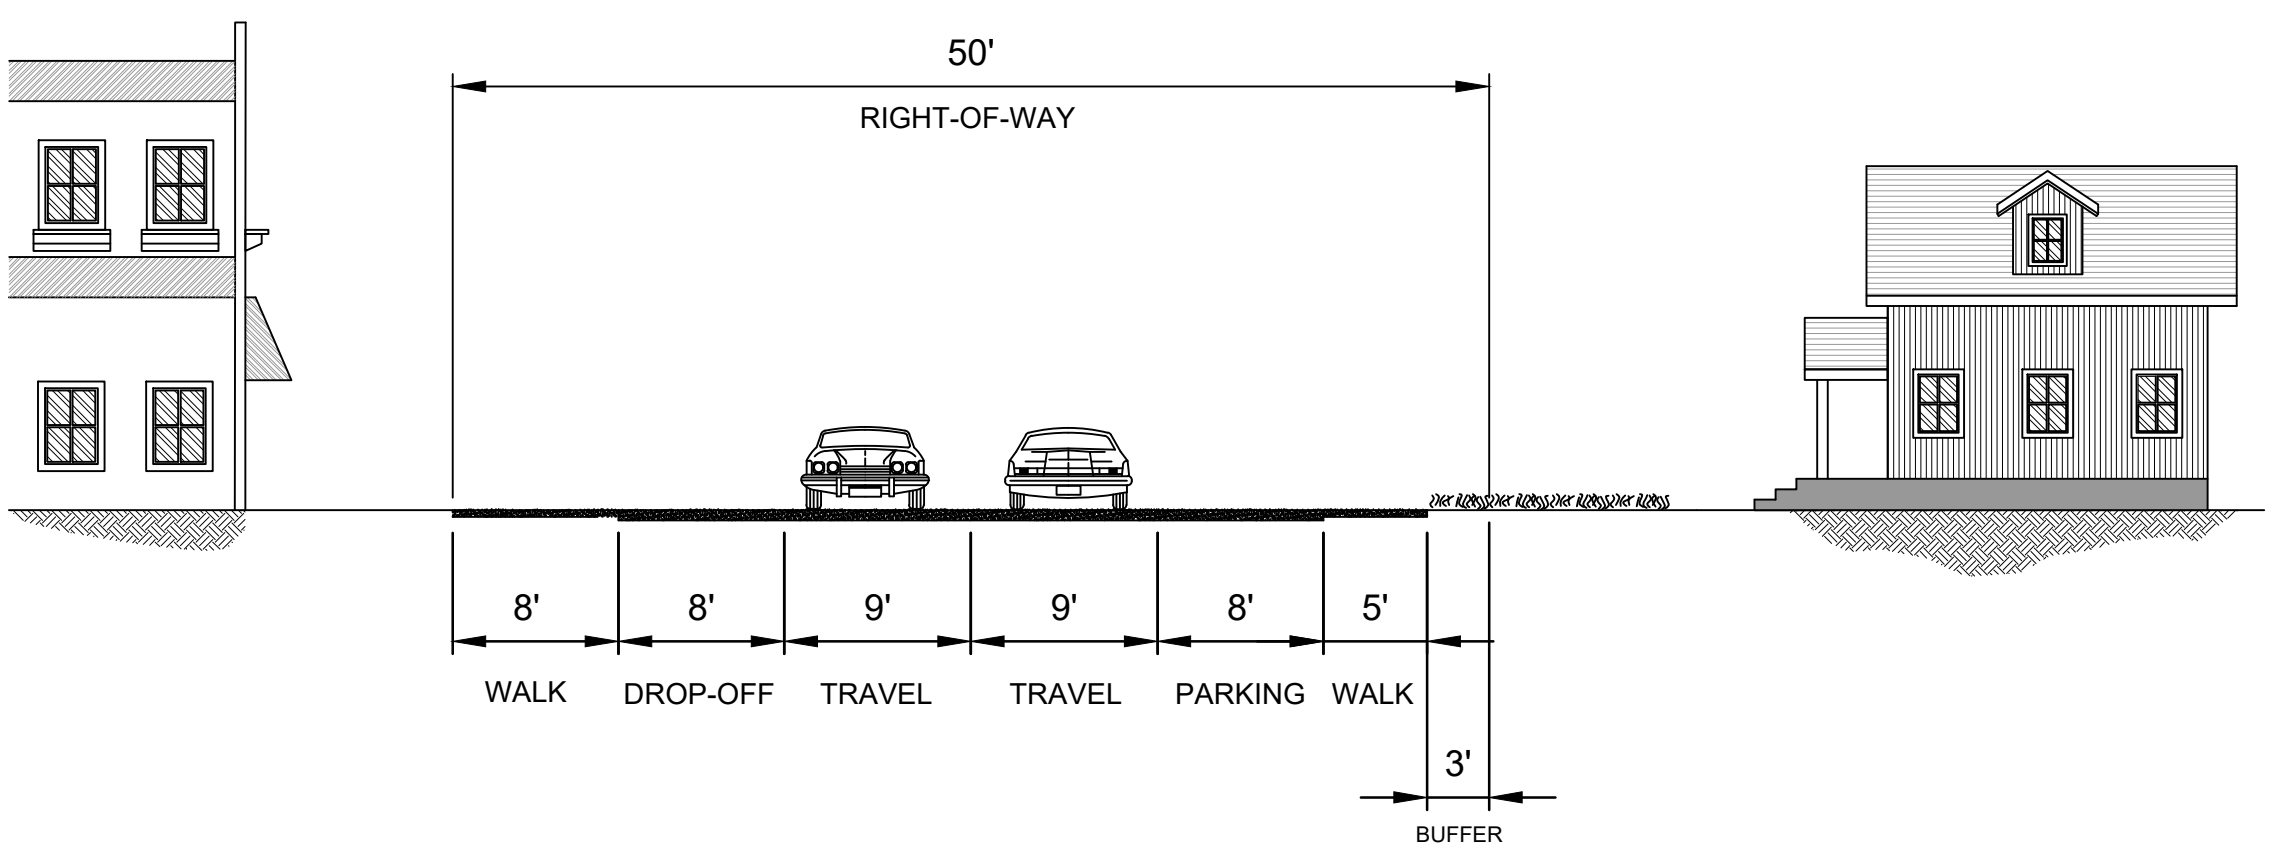 50'
RIGHT-OF-WAY
8' 8' 9' 9' 8' 5'
WALK DROP-OFF TRAVEL TRAVEL PARKING WALK
3'
BUFFER